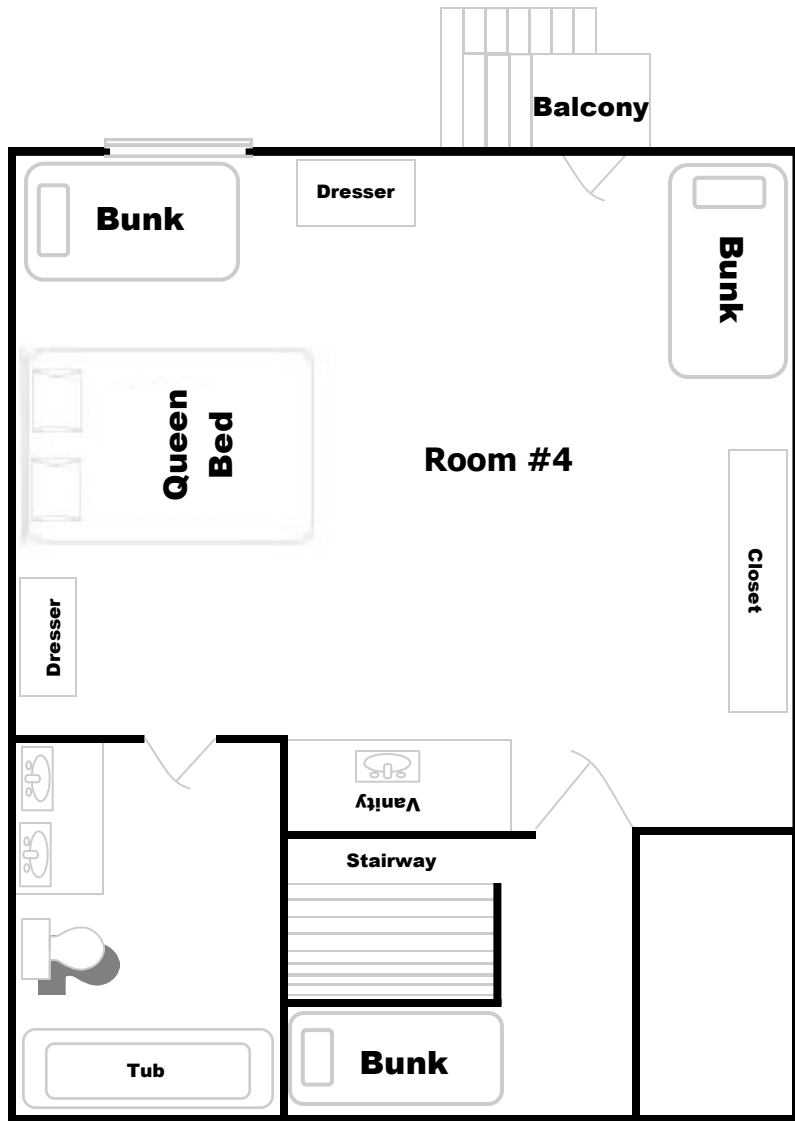 Balcony
Dresser
Bunk
Bunk
Queen
Bed
Room #4
Closet
Dresser
Vanity
Stairway
Bunk
Tub